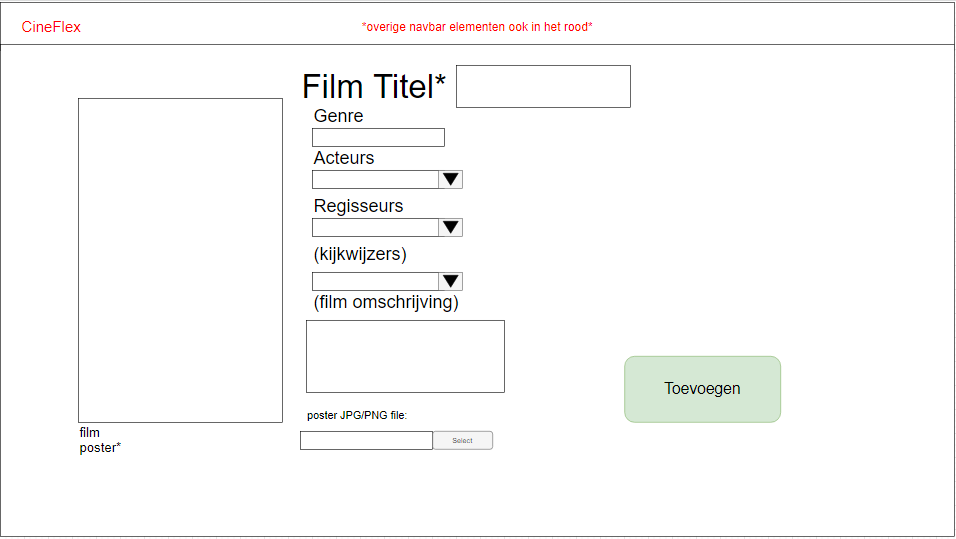 CineFlex
*overige navbar elementen ook in het rood*
Film Titel*
Genre
Acteurs
Regisseurs
(kijkwijzers)
(film omschrijving)
Toevoegen
poster JPG/PNG file:
Select
film
poster*